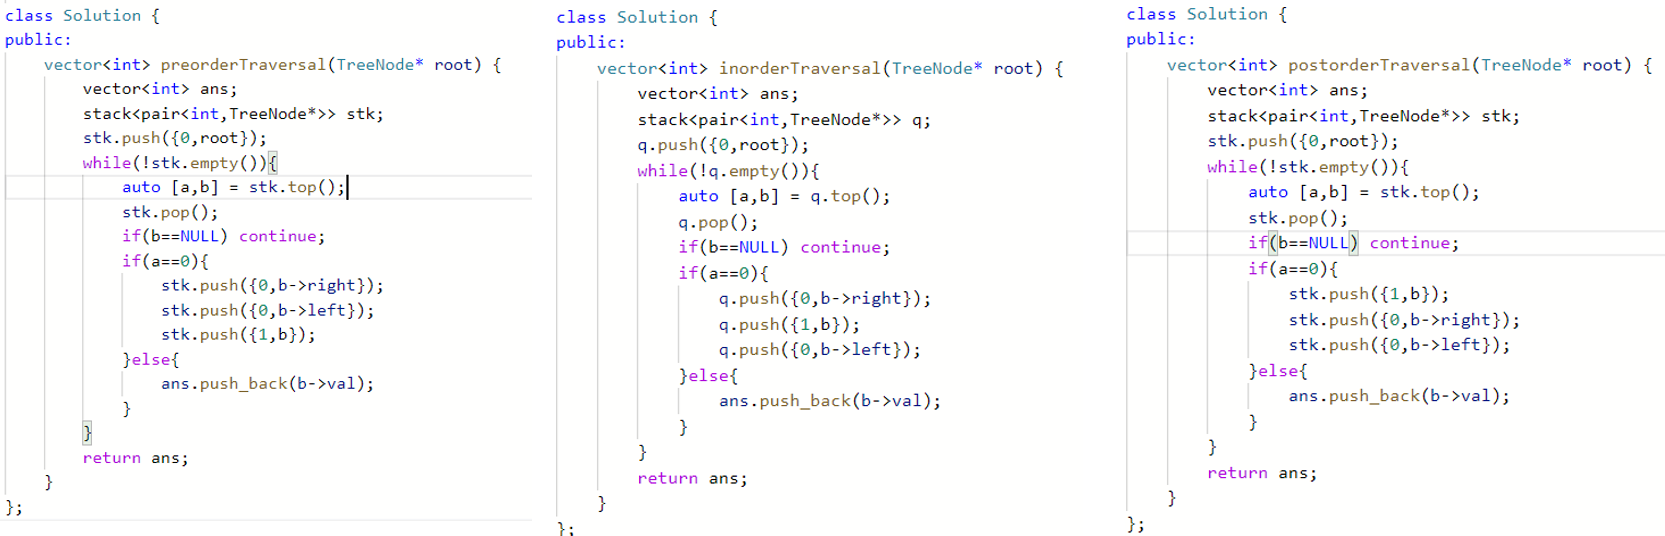 class Solution {
public:
    vector<int> preorderTraversal(TreeNode* root) {
        vector<int> ans;
        stack<pair<int,TreeNode*>> stk;
        stk.push({0,root});
        while(!stk.empty()){
            auto [a,b] = stk.top();
            stk.pop();
            if(b==NULL) continue;
            if(a==0){
                stk.push({0,b->right});
                stk.push({0,b->left});
                stk.push({1,b});
            }else{
                ans.push_back(b->val);
            }
        }
        return ans;
    }
};
class Solution {
public:
    vector<int> inorderTraversal(TreeNode* root) {
        vector<int> ans;
        stack<pair<int,TreeNode*>> q;
        q.push({0,root});
        while(!q.empty()){
            auto [a,b] = q.top();
            q.pop();
            if(b==NULL) continue;
            if(a==0){
                q.push({0,b->right});
                q.push({1,b});
                q.push({0,b->left});
            }else{
                ans.push_back(b->val);
            }
        }
        return ans;
    }
};
class Solution {
public:
    vector<int> postorderTraversal(TreeNode* root) {
        vector<int> ans;
        stack<pair<int,TreeNode*>> stk;
        stk.push({0,root});
        while(!stk.empty()){
            auto [a,b] = stk.top();
            stk.pop();
            if(b==NULL) continue;
            if(a==0){
                stk.push({1,b});
                stk.push({0,b->right});
                stk.push({0,b->left});
            }else{
                ans.push_back(b->val);
            }
        }
        return ans;
    }
};